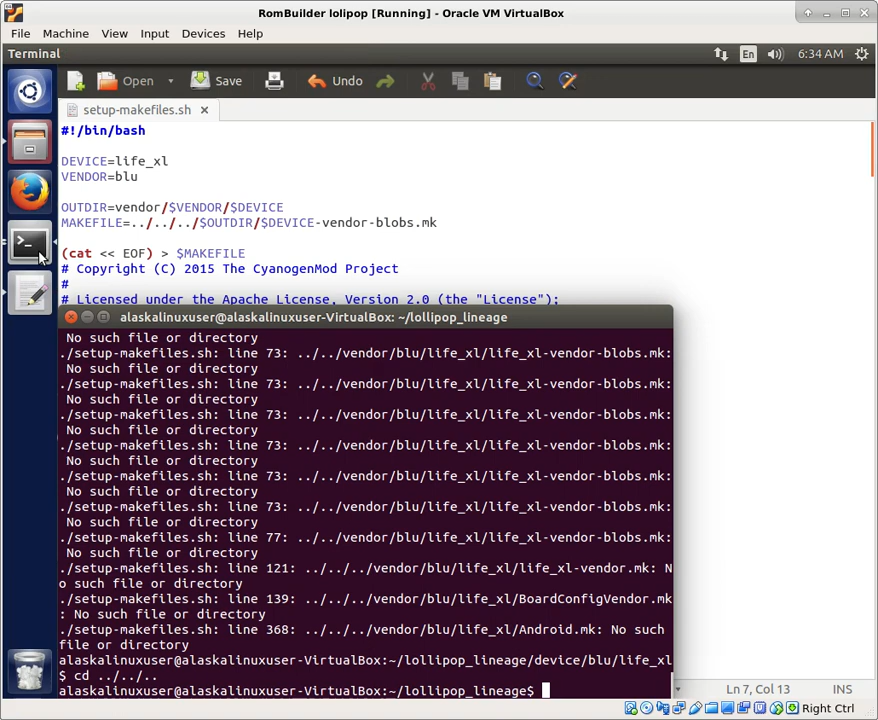 RomBuilder lolipop [Running] - Oracle VM VirtualBox
File Machine View Input Devices Help
Terminal
En
6:34 AM
Open
Save
Undo
setup-makefiles.sh
#!/bin/bash
DEVICE=life_xl
VENDOR=blu
OUTDIR=vendor/$VENDOR/$DEVICE
MAKEFILE=../../../$OUTDIR/$DEVICE-vendor-blobs.mk
(cat << EOF) > $MAKEFILE
# Copyright (C) 2015 The CyanogenMod Project
#
# Licensed under the Apache License, Version 2.0 (the "License");
alaskalinuxuser@alaskalinuxuser-VirtualBox: ~/lollipop_lineage
No such file or directory
./setup-makefiles.sh: line 73: ../../vendor/blu/life_xl/life_xl-vendor-blobs.mk:
No such file or directory
./setup-makefiles.sh: line 73: ../../vendor/blu/life_xl/life_xl-vendor-blobs.mk:
No such file or directory
./setup-makefiles.sh: line 73: ../../vendor/blu/life_xl/life_xl-vendor-blobs.mk:
No such file or directory
./setup-makefiles.sh: line 73: ../../vendor/blu/life_xl/life_xl-vendor-blobs.mk:
No such file or directory
./setup-makefiles.sh: line 73: ../../vendor/blu/life_xl/life_xl-vendor-blobs.mk:
No such file or directory
./setup-makefiles.sh: line 73: ../../vendor/blu/life_xl/life_xl-vendor-blobs.mk:
No such file or directory
./setup-makefiles.sh: line 77: ../../vendor/blu/life_xl/life_xl-vendor-blobs.mk:
No such file or directory
./setup-makefiles.sh: line 121: ../../../vendor/blu/life_xl/life_xl-vendor.mk: N
o such file or directory
./setup-makefiles.sh: line 139: ../../../vendor/blu/life_xl/BoardConfigVendor.mk
: No such file or directory
./setup-makefiles.sh: line 368: ../../vendor/blu/life_xl/Android.mk: No such
file or directory
alaskalinuxuser@alaskalinuxuser-VirtualBox:~/lollipop_lineage/device/blu/life_xl
$ cd ../../..
alaskalinuxuser@alaskalinuxuser-VirtualBox:~/lollipop_lineage$
Ln 7, Col 13
INS
Right Ctrl